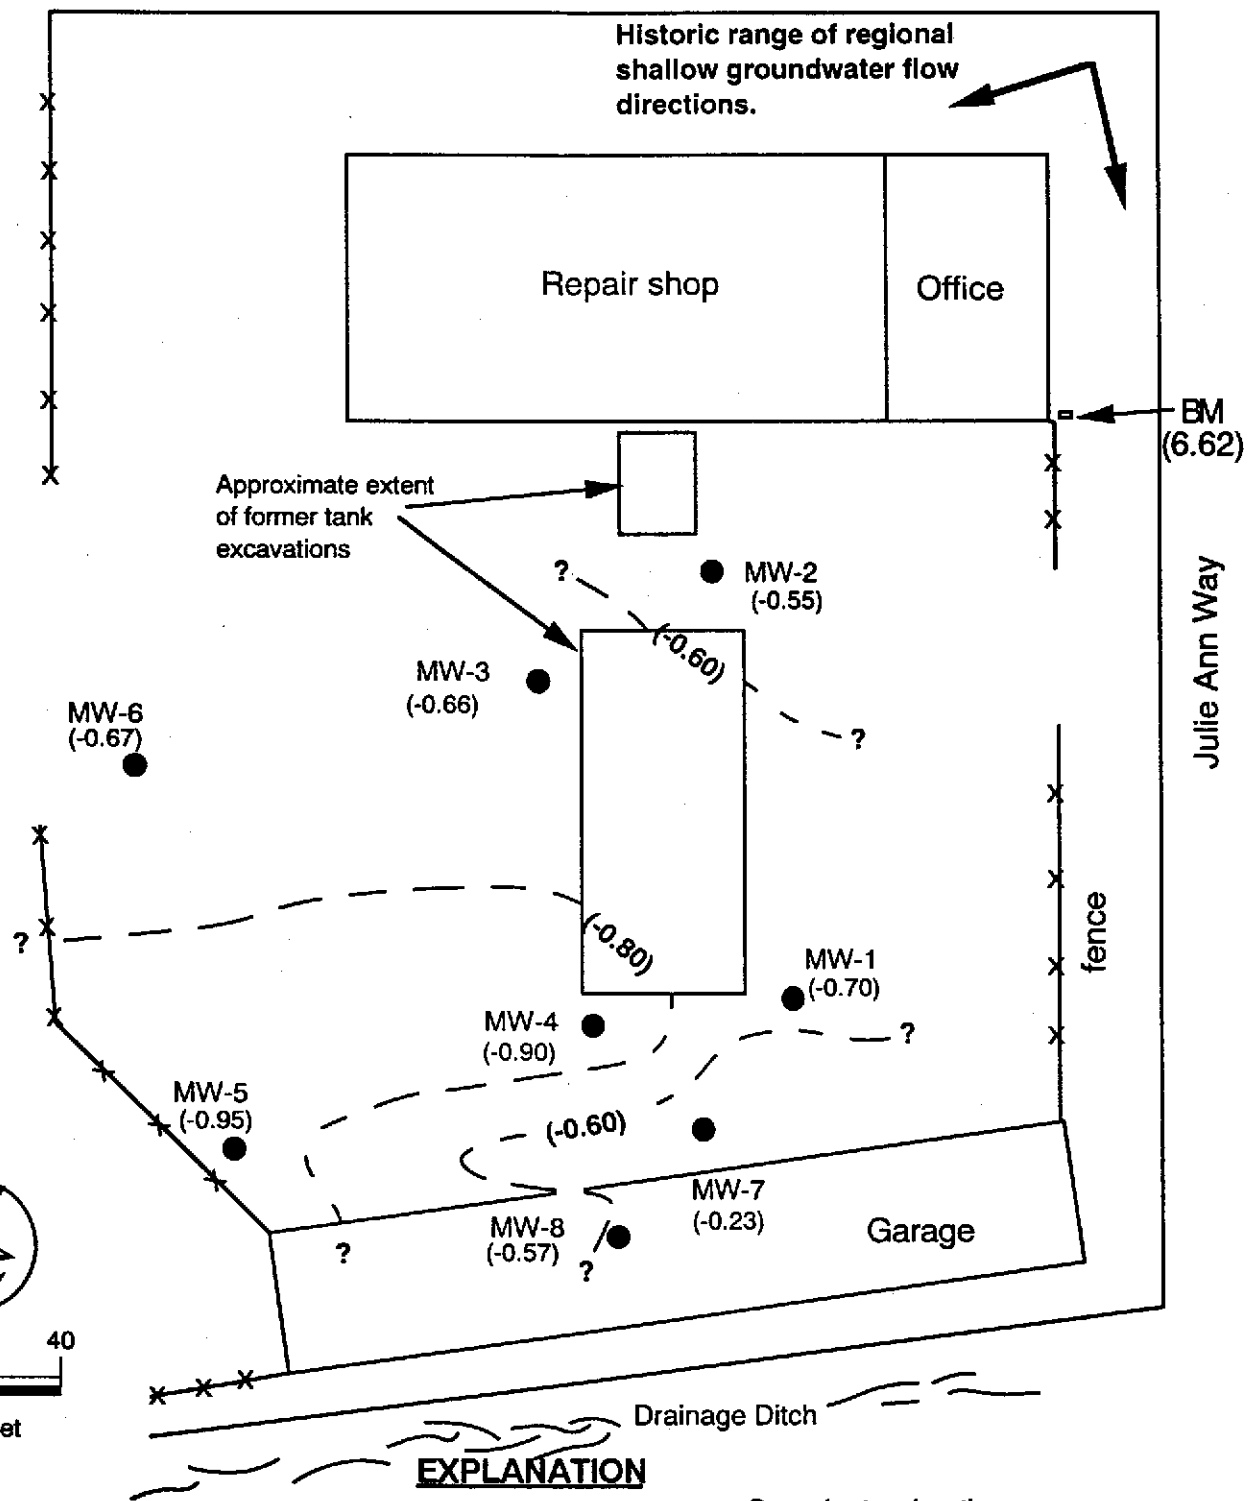 Historic range of regional
shallow groundwater flow
directions.
Repair shop
Office
BM
(6.62)
Approximate extent
of former tank
excavations
?
MW-2
(-0.55)
(-0.60)
MW-3
(-0.66)
MW-6
(-0.67)
?
Julie Ann Way
fence
?
(-0.80)
MW-1
(-0.70)
MW-4
(-0.90)
?
MW-5
(-0.95)
(-0.60)
MW-7
(-0.23)
MW-8
(-0.57)
Garage
?
?
40
et
Drainage Ditch
EXPLANATION